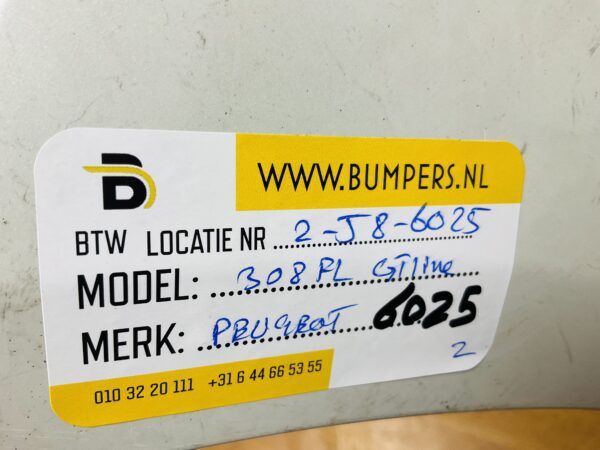 B
WWW.BUMPERS.NL
BTW LOCATIE NR 2-J8-6025
MODEL: 308 FL GTline
MERK: PEUGEOT 6025
2
010 32 20 111 +31 6 44 66 53 55